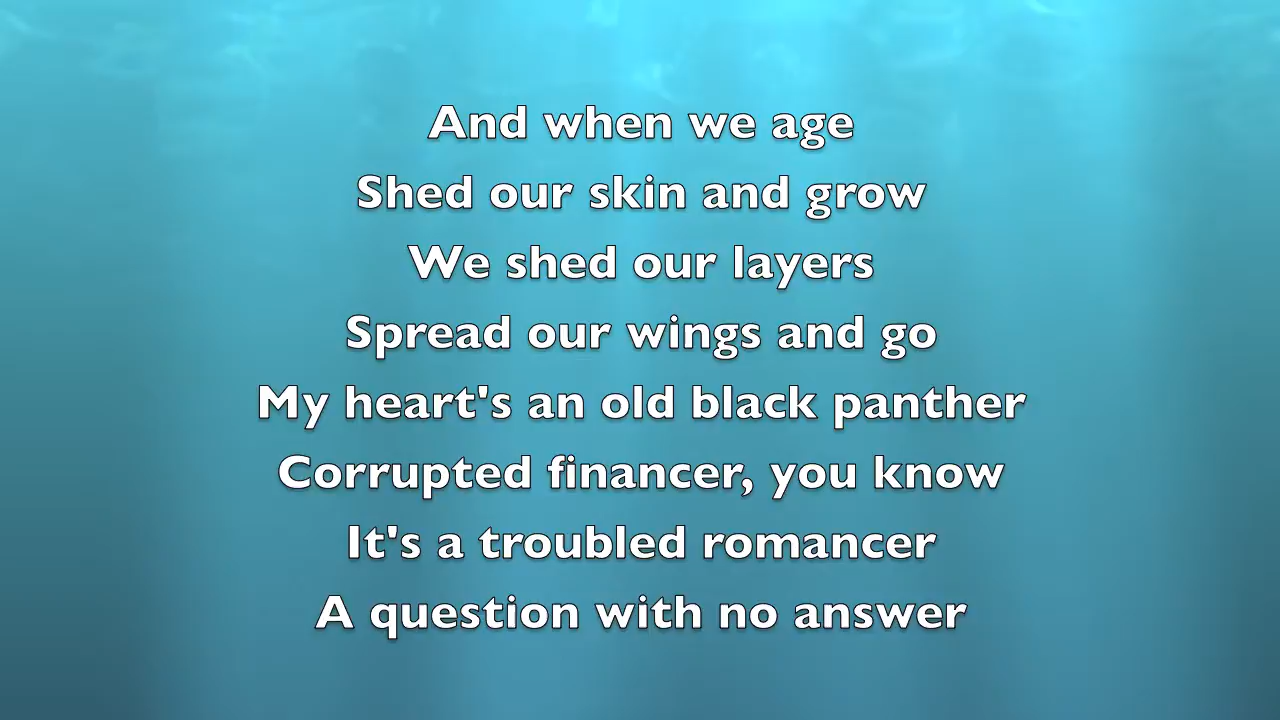 And when we age
Shed our skin and grow
We shed our layers
Spread our wings and go
My heart's an old black panther
Corrupted financer, you know
It's a troubled romancer
A question with no answer